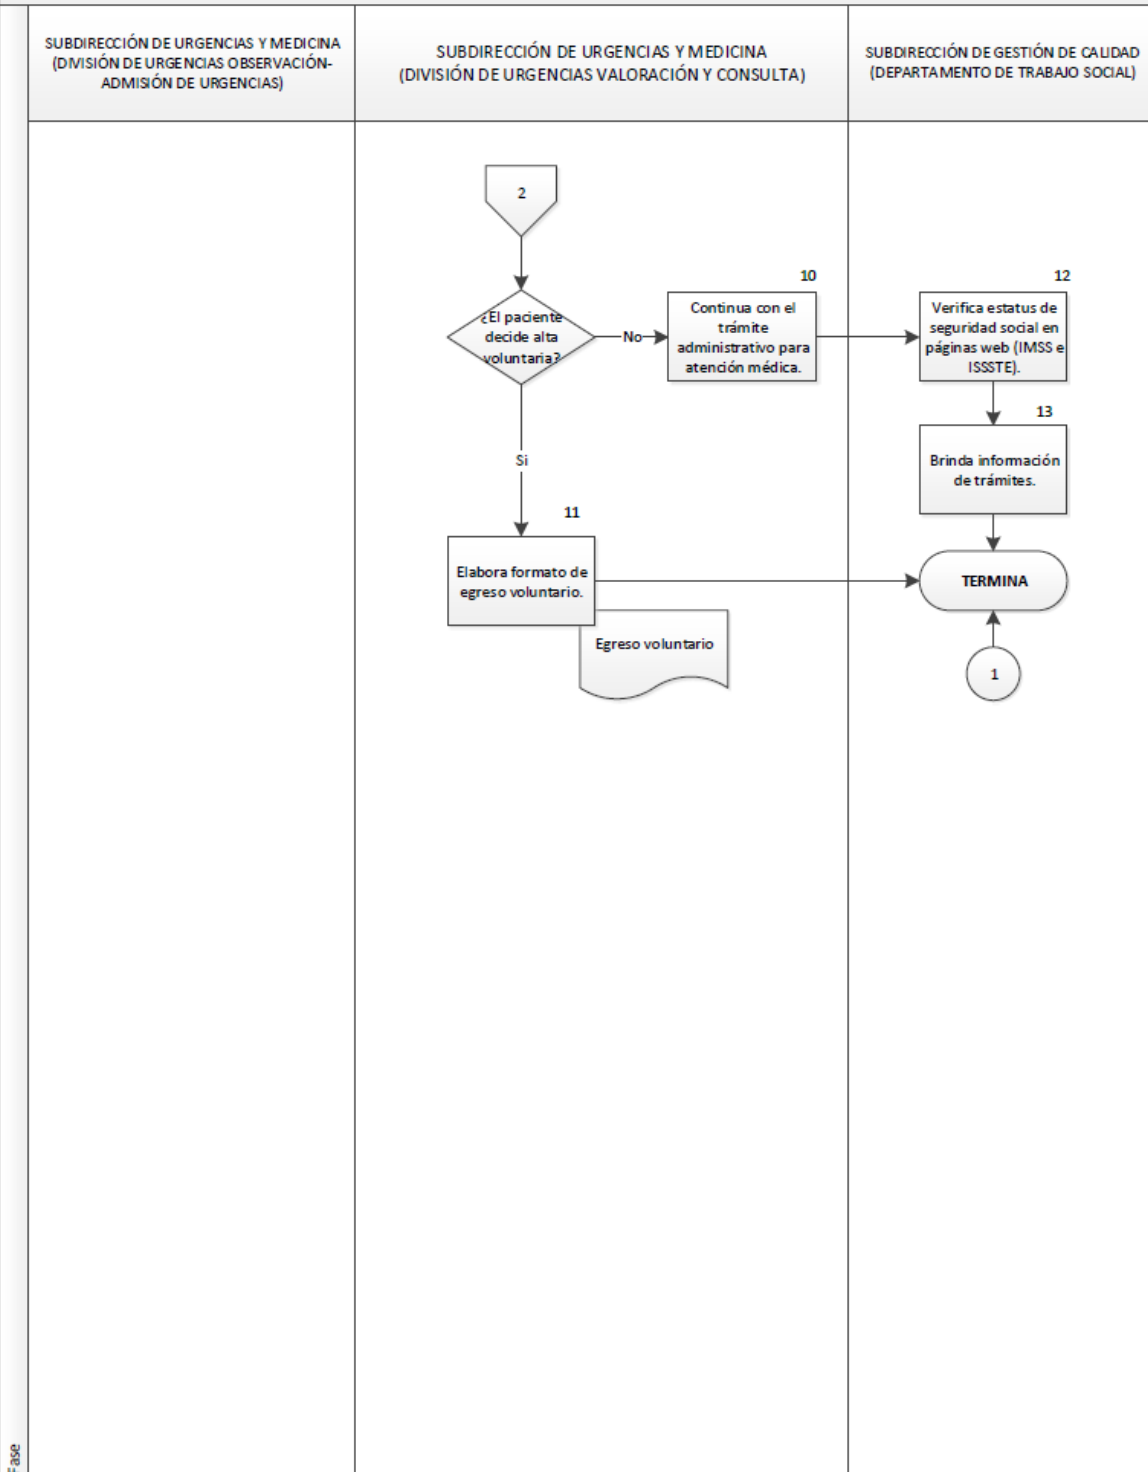 SUBDIRECCIÓN DE URGENCIAS Y MEDICINA
(DIVISIÓN DE URGENCIAS OBSERVACIÓN-
ADMISIÓN DE URGENCIAS)
SUBDIRECCIÓN DE URGENCIAS Y MEDICINA
(DIVISIÓN DE URGENCIAS VALORACIÓN Y CONSULTA)
SUBDIRECCIÓN DE GESTIÓN DE CALIDAD
(DEPARTAMENTO DE TRABAJO SOCIAL)
2
¿El paciente
decide alta
voluntaria?
No
10
Continua con el
trámite
administrativo para
atención médica.
12
Verifica estatus de
seguridad social en
páginas web (IMSS e
ISSSTE).
13
Brinda información
de trámites.
Si
11
Elabora formato de
egreso voluntario.
Egreso voluntario
TERMINA
1
Fase